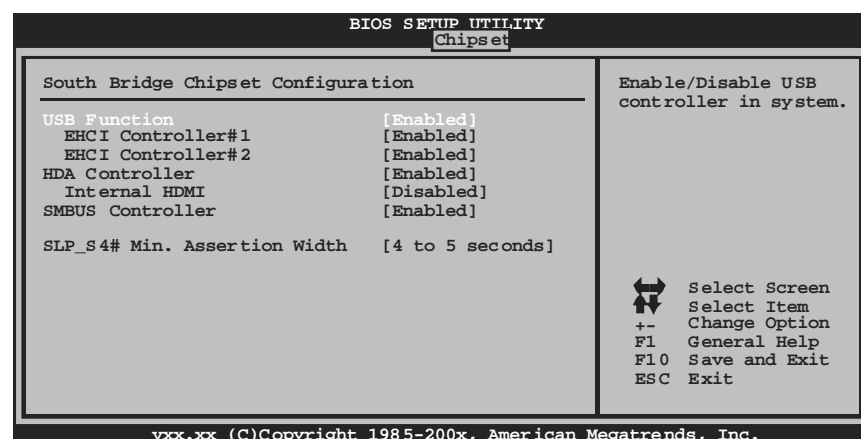 BIOS SETUP UTILITY
Chipset
South Bridge Chipset Configuration
USB Function [Enabled]
EHCI Controller#1 [Enabled]
EHCI Controller#2 [Enabled]
HDA Controller [Enabled]
Internal HDMI [Disabled]
SMBUS Controller [Enabled]
SLP_S4# Min. Assertion Width [4 to 5 seconds]
Enable/Disable USB
controller in system.
Select Screen
Select Item
+- Change Option
F1 General Help
F10 Save and Exit
ESC Exit
vxx.xx (C)Copyright 1985-200x, American Megatrends, Inc.